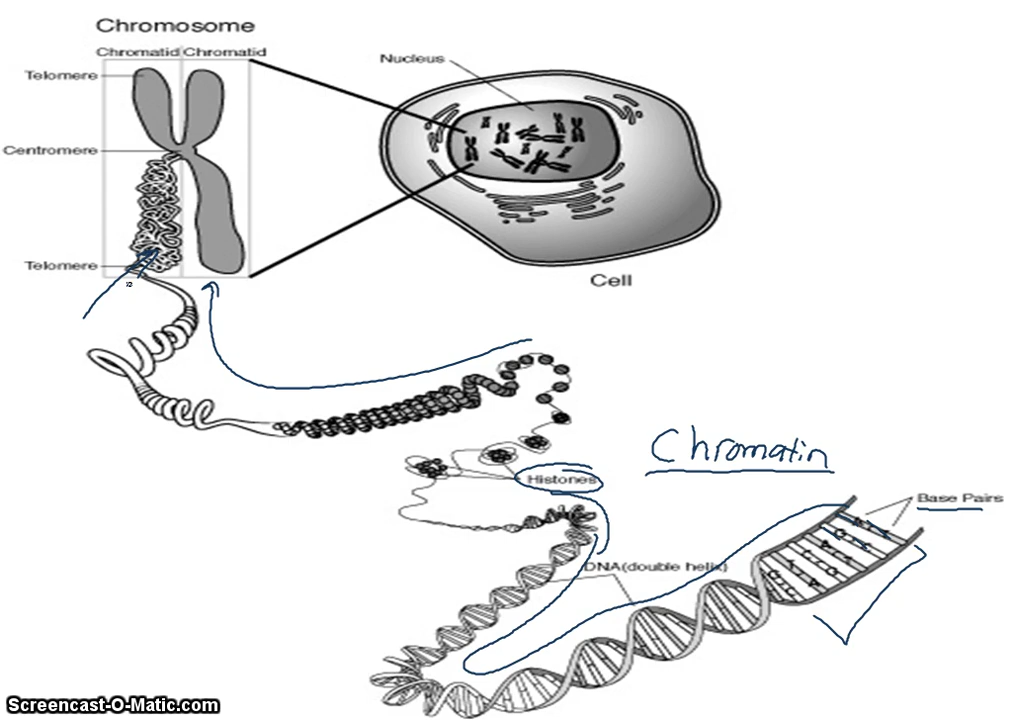 Chromosome
Chromatid Chromatid
Telomere
Nucleus
Centromere
Telomere
Cell
Chromatin
Histones
Base Pairs
DNA(double helix)
Screencast-O-Matic.com